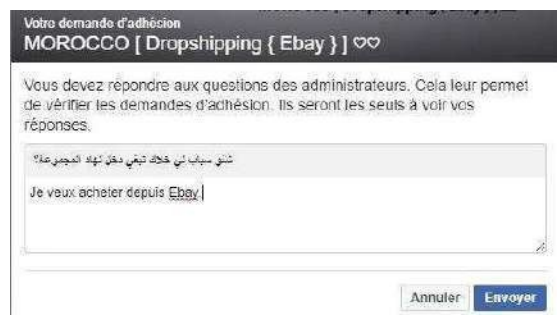 Votre demande d'adhésion
MOROCCO [ Dropshipping { Ebay } ] ♡♡
Vous devez répondre aux questions des administrateurs. Cela leur permet
de vérifier les demandes d'adhésion. Ils seront les seuls à voir vos
réponses.
شنو سباب لي خلاك تبغي دخل لهاد المجموعة؟
Je veux acheter depuis Ebay
Annuler
Envoyer